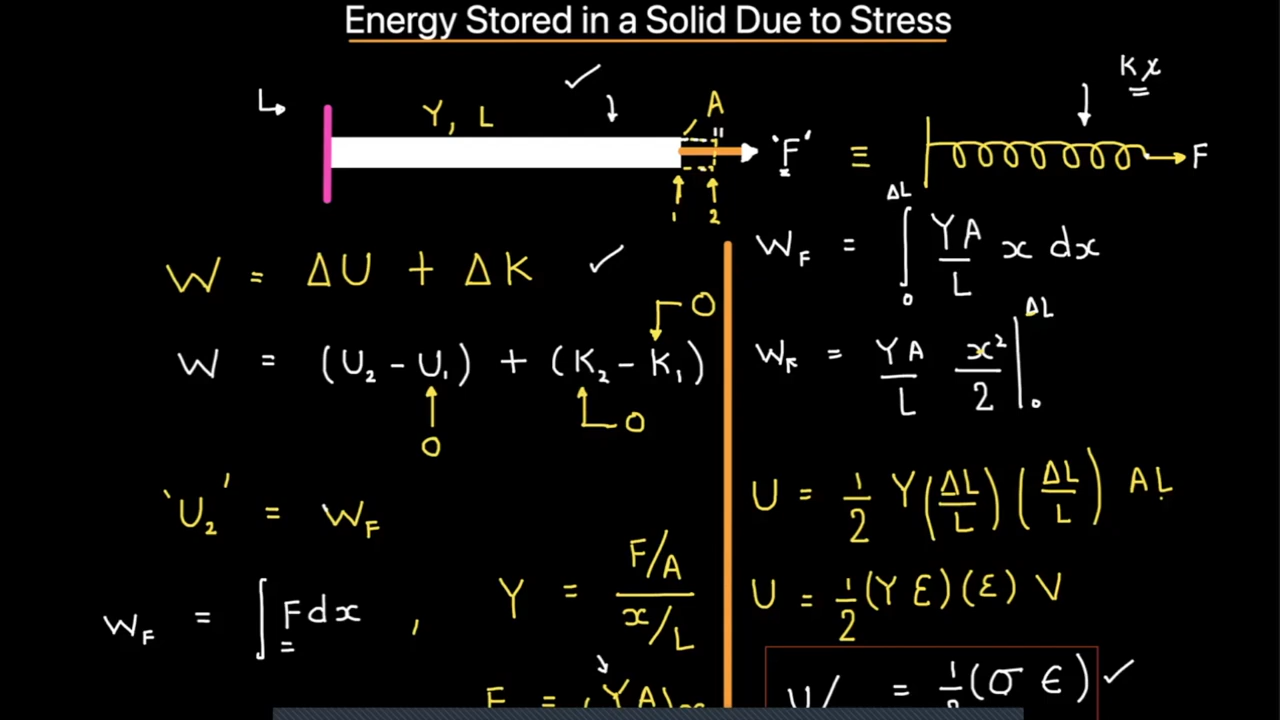 Energy Stored in a Solid Due to Stress
Y, L
A
'F' ≡
Kx
F
1 2
W = ΔU + ΔK
W = (U₂ - U₁) + (K₂ - K₁)
0
0
0
'U₂' = W_F
W_F = ∫ F dx , Y = (F/A)/(x/L)
F = (YA) x
W_F = ∫₀^ΔL (YA/L) x dx
W_F = (YA/L) x²/2 |₀^ΔL
U = 1/2 Y (ΔL/L) (ΔL/L) AL
U = 1/2 (Y ε) (ε) V
U/ = 1/2 (σ ε)